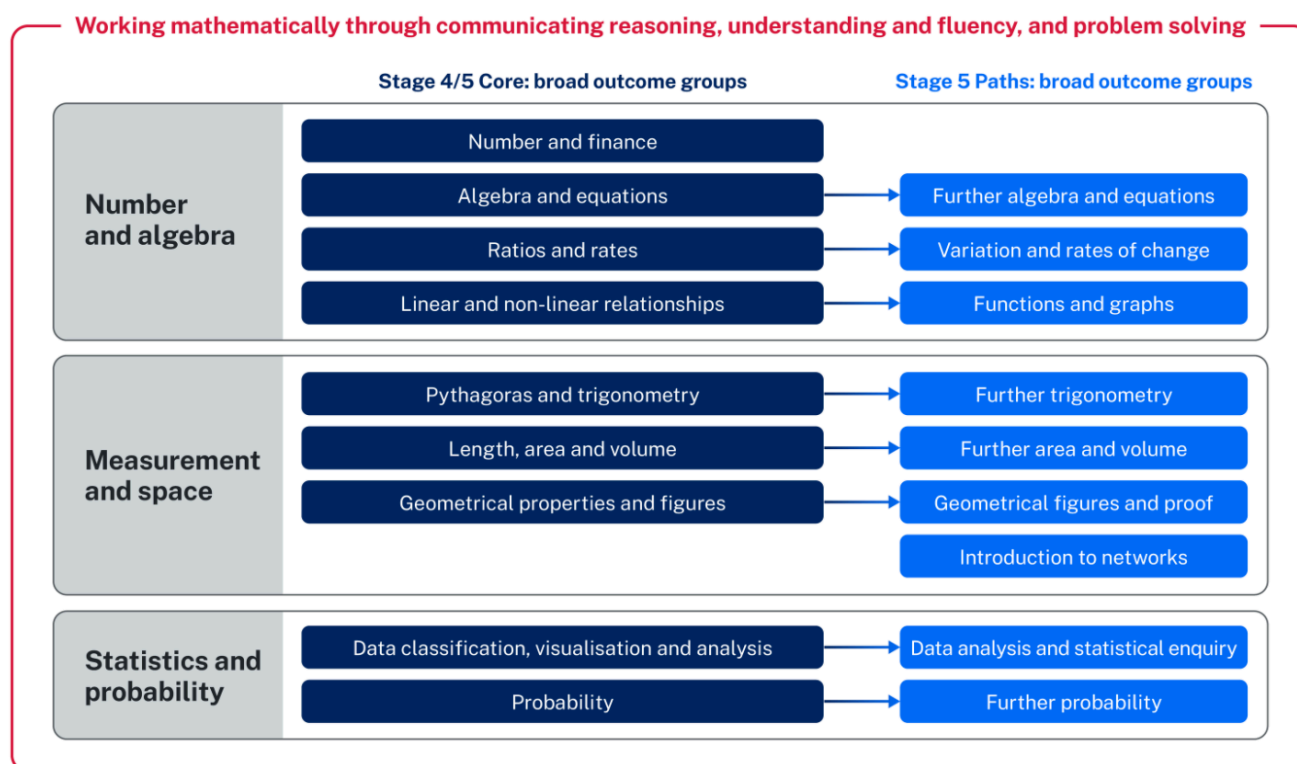 Working mathematically through communicating reasoning, understanding and fluency, and problem solving
Stage 4/5 Core: broad outcome groups
Stage 5 Paths: broad outcome groups
Number
and algebra
Number and finance
Algebra and equations
Further algebra and equations
Ratios and rates
Variation and rates of change
Linear and non-linear relationships
Functions and graphs
Measurement
and space
Pythagoras and trigonometry
Further trigonometry
Length, area and volume
Further area and volume
Geometrical properties and figures
Geometrical figures and proof
Introduction to networks
Statistics and
probability
Data classification, visualisation and analysis
Data analysis and statistical enquiry
Probability
Further probability